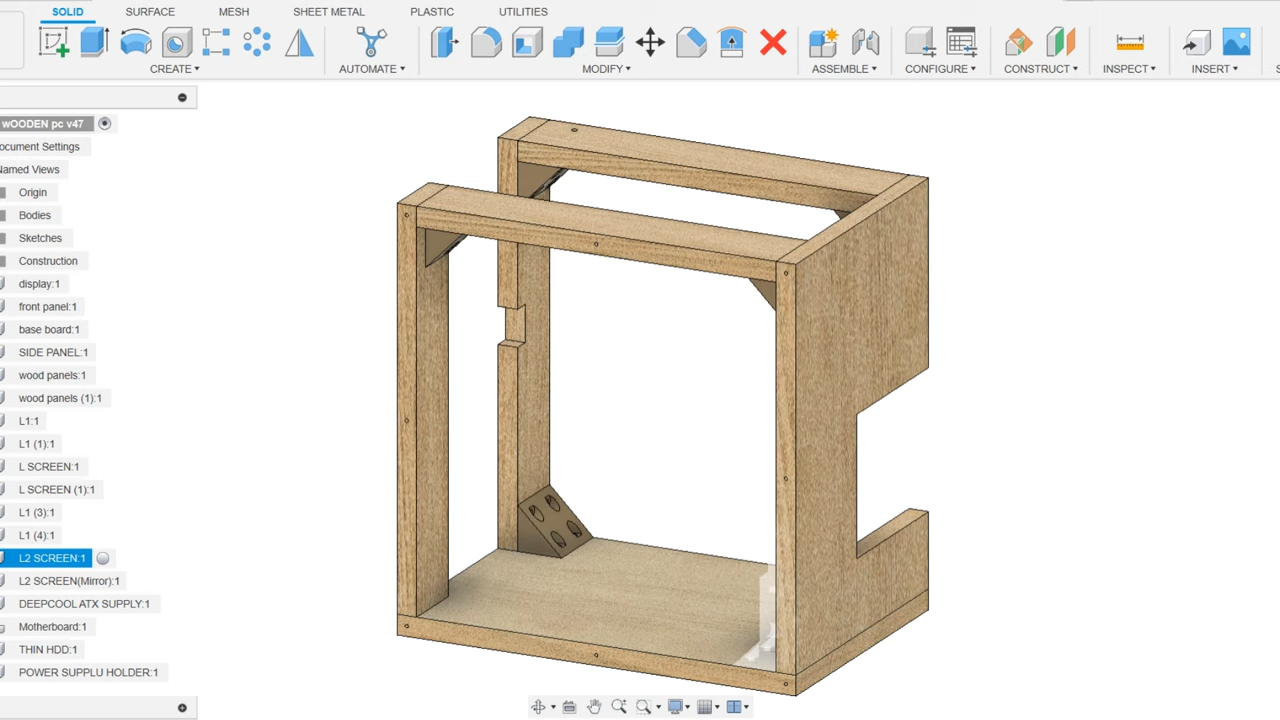 SOLID SURFACE MESH SHEET METAL PLASTIC UTILITIES
CREATE AUTOMATE MODIFY ASSEMBLE CONFIGURE CONSTRUCT INSPECT INSERT
wOODEN pc v47
ocument Settings
Named Views
Origin
Bodies
Sketches
Construction
display:1
front panel:1
base board:1
SIDE PANEL:1
wood panels:1
wood panels (1):1
L1:1
L1 (1):1
L SCREEN:1
L SCREEN (1):1
L1 (3):1
L1 (4):1
L2 SCREEN:1
L2 SCREEN(Mirror):1
DEEPCOOL ATX SUPPLY:1
Motherboard:1
THIN HDD:1
POWER SUPPLU HOLDER:1